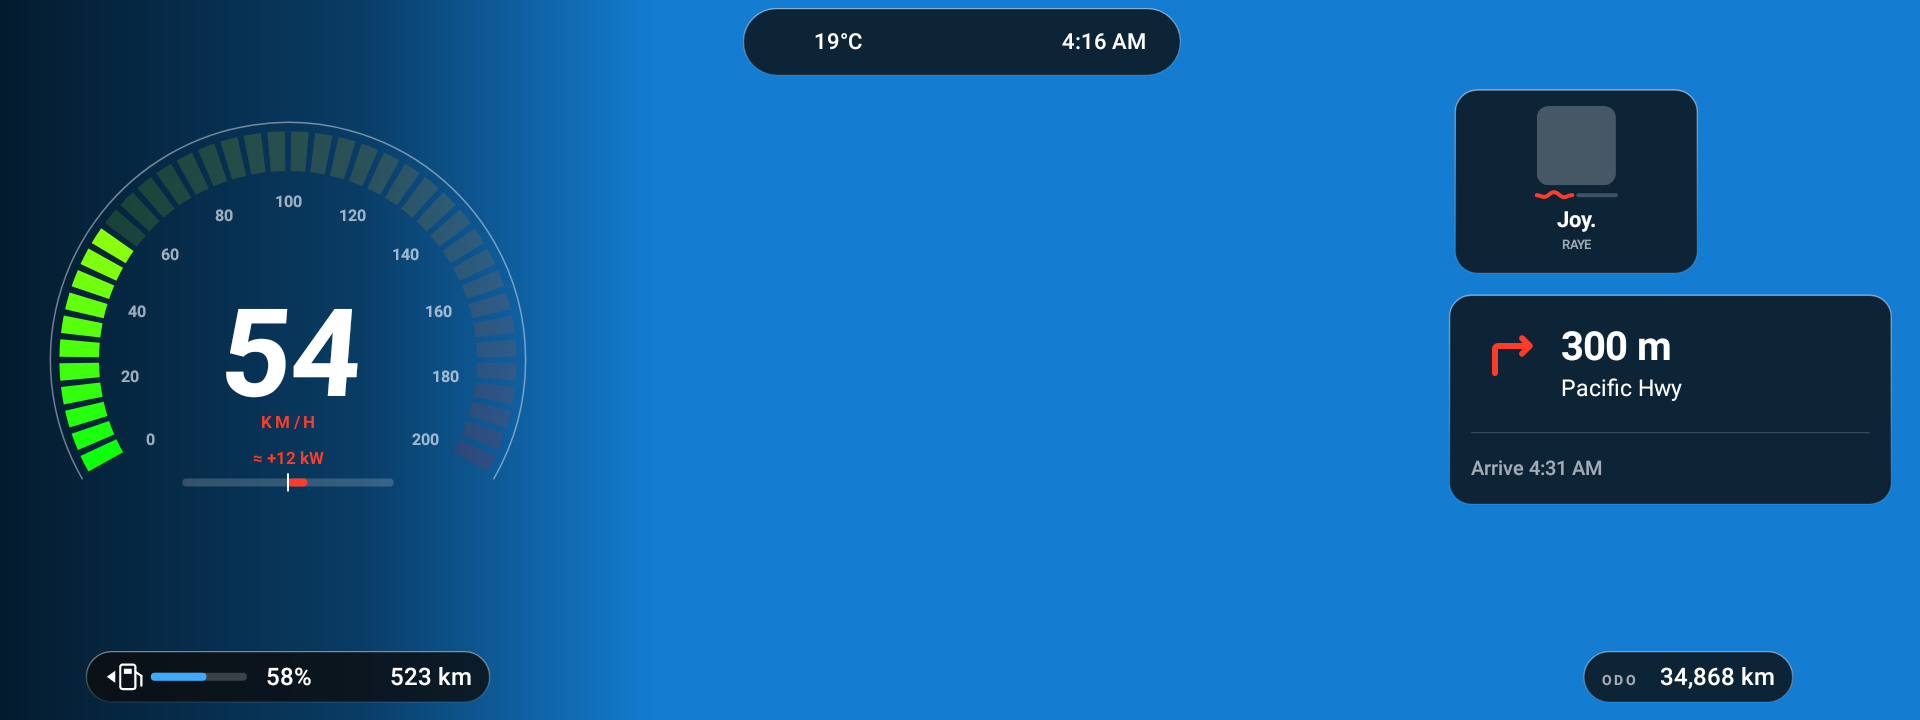 19°C 4:16 AM
100
80 120
60 140
40 160
20 180
0 200
54
KM/H
≈ +12 kW
Joy.
RAYE
300 m
Pacific Hwy
Arrive 4:31 AM
58% 523 km
ODO 34,868 km